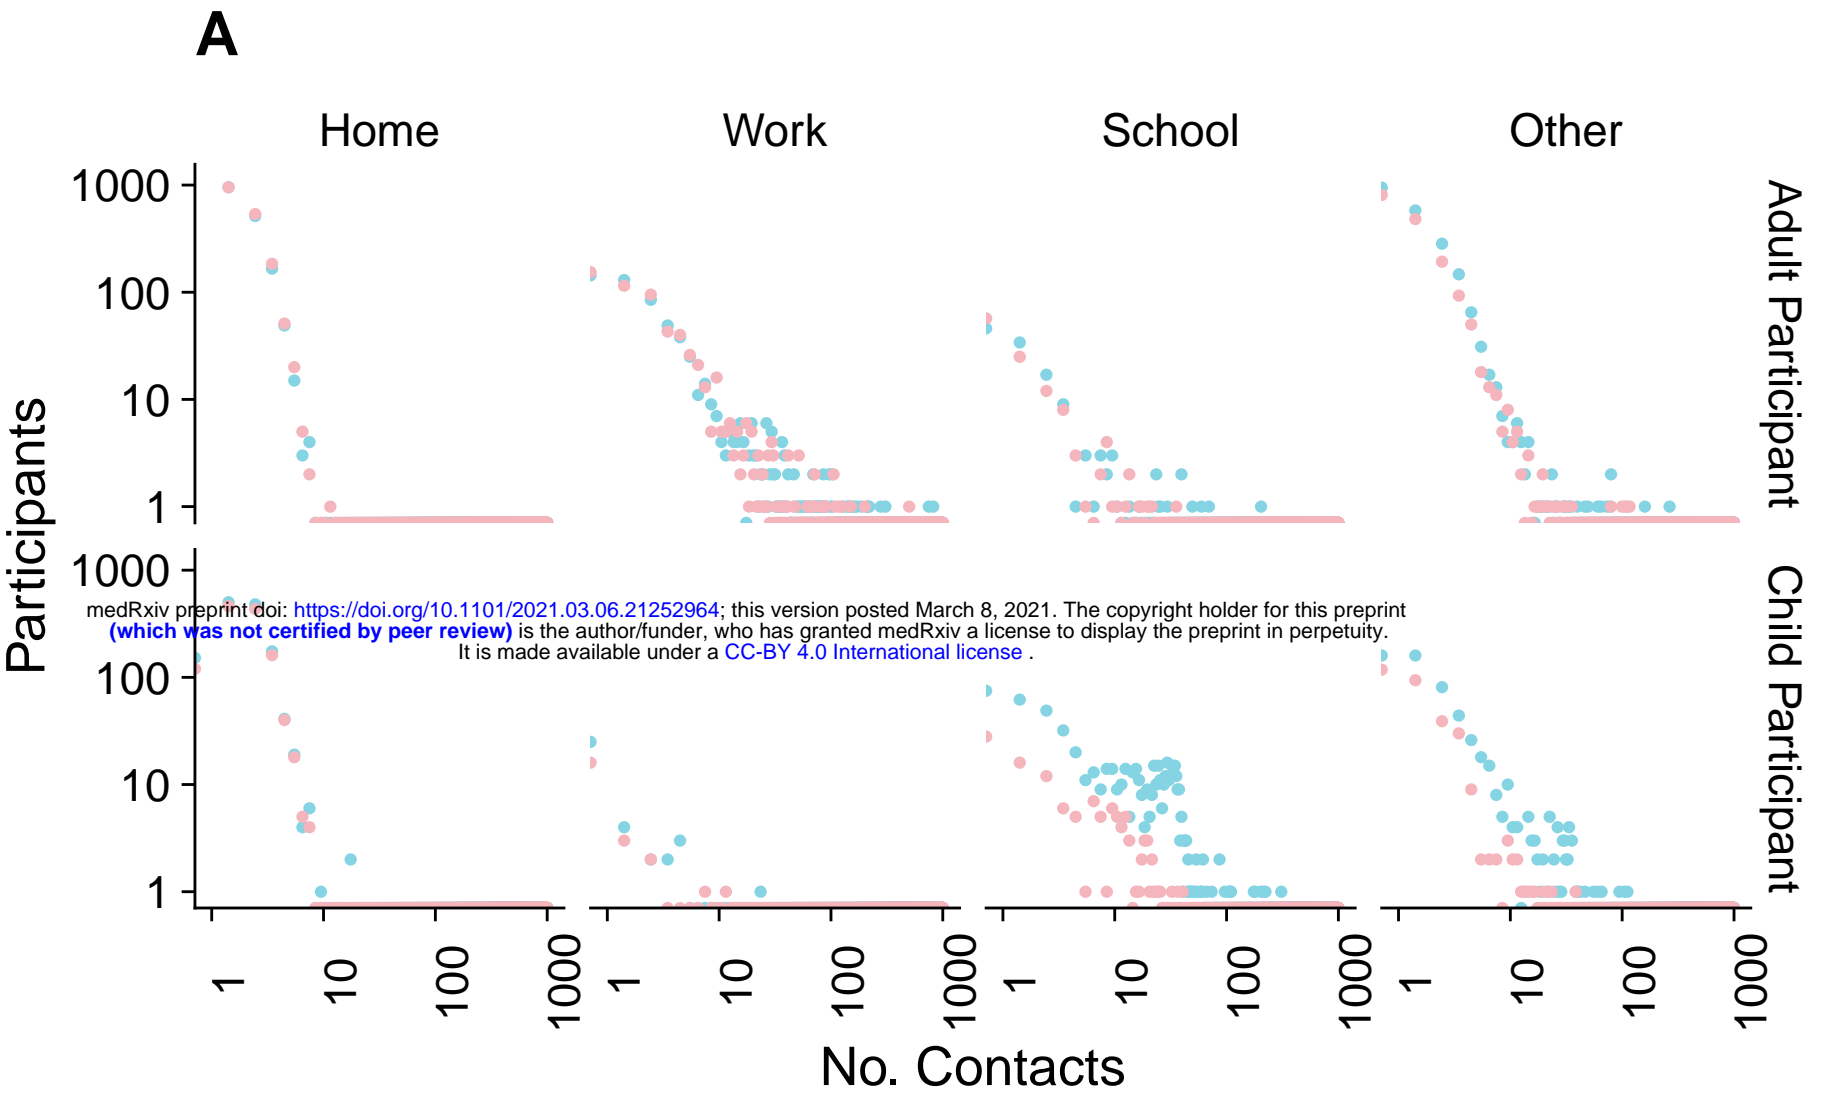 A
Home Work School Other
1000
100
10
1
Adult Participant
Participants
1000
100
10
1
Child Participant
medRxiv preprint doi: https://doi.org/10.1101/2021.03.06.21252964; this version posted March 8, 2021. The copyright holder for this preprint
(which was not certified by peer review) is the author/funder, who has granted medRxiv a license to display the preprint in perpetuity.
It is made available under a CC-BY 4.0 International license .
1 10 100 1000 1 10 100 1000 1 10 100 1000 1 10 100 1000
No. Contacts